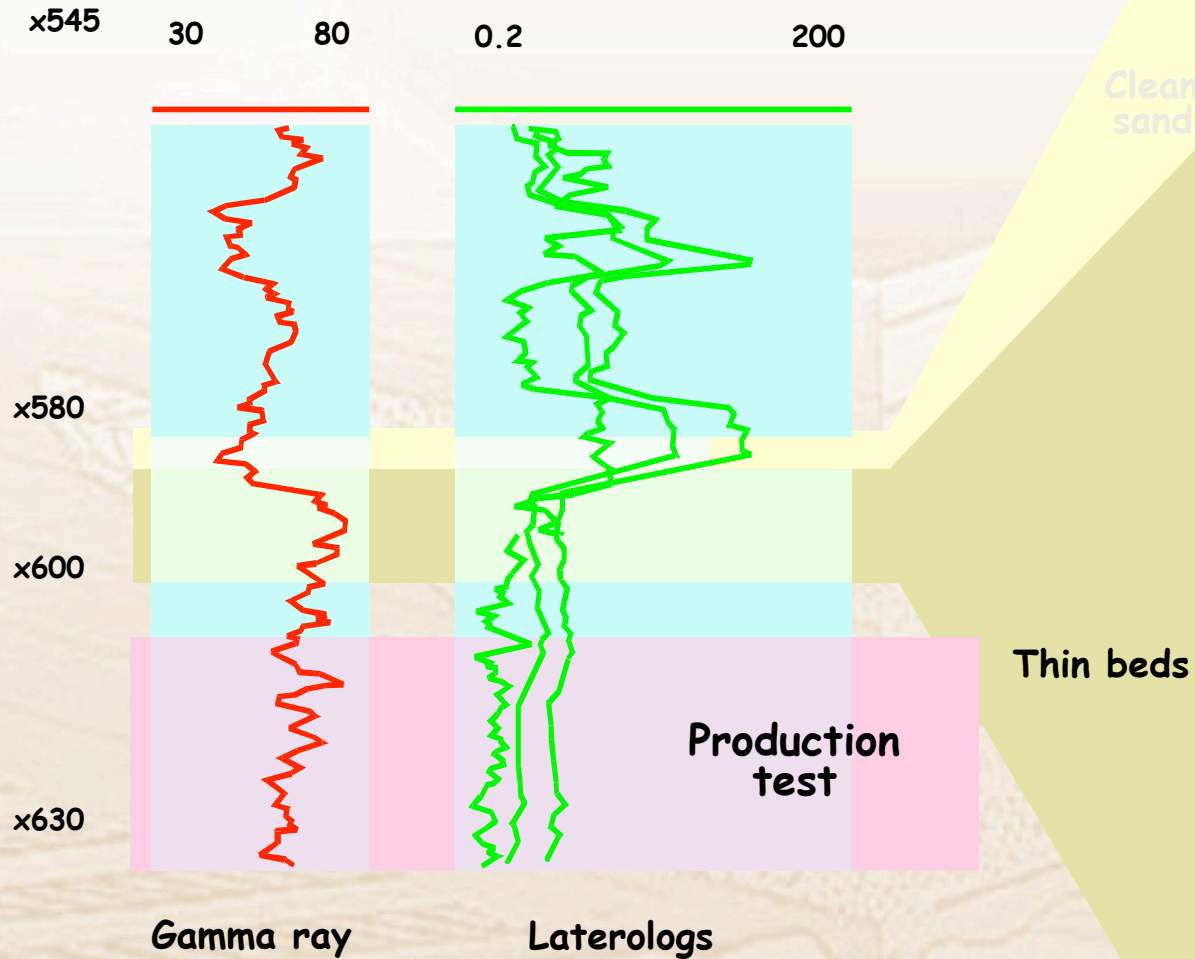 x545
30
80
0.2
200
Clean
sand
x580
x600
Thin beds
Production
test
x630
Gamma ray
Laterologs